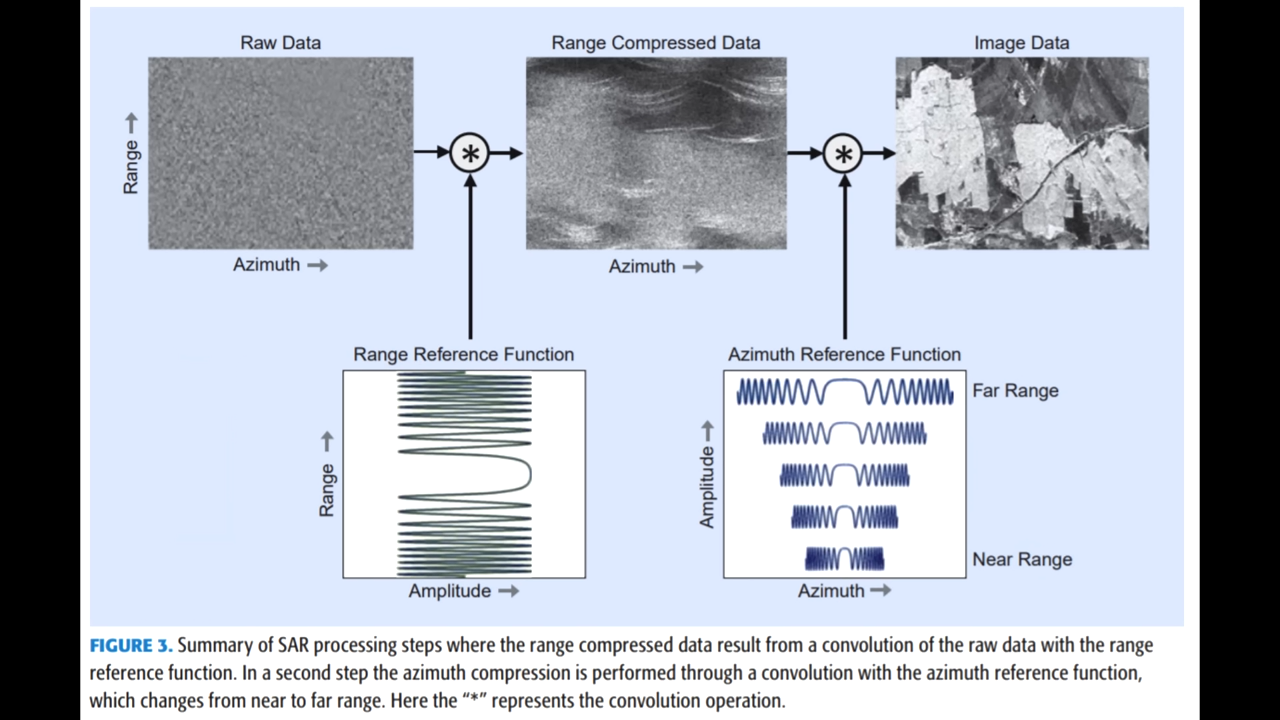 Raw Data
Range Compressed Data
Image Data
Range →
*
*
Azimuth →
Azimuth →
Range Reference Function
Azimuth Reference Function
Range →
Amplitude →
Far Range
Near Range
Amplitude →
Azimuth →
FIGURE 3. Summary of SAR processing steps where the range compressed data result from a convolution of the raw data with the range
reference function. In a second step the azimuth compression is performed through a convolution with the azimuth reference function,
which changes from near to far range. Here the “*” represents the convolution operation.